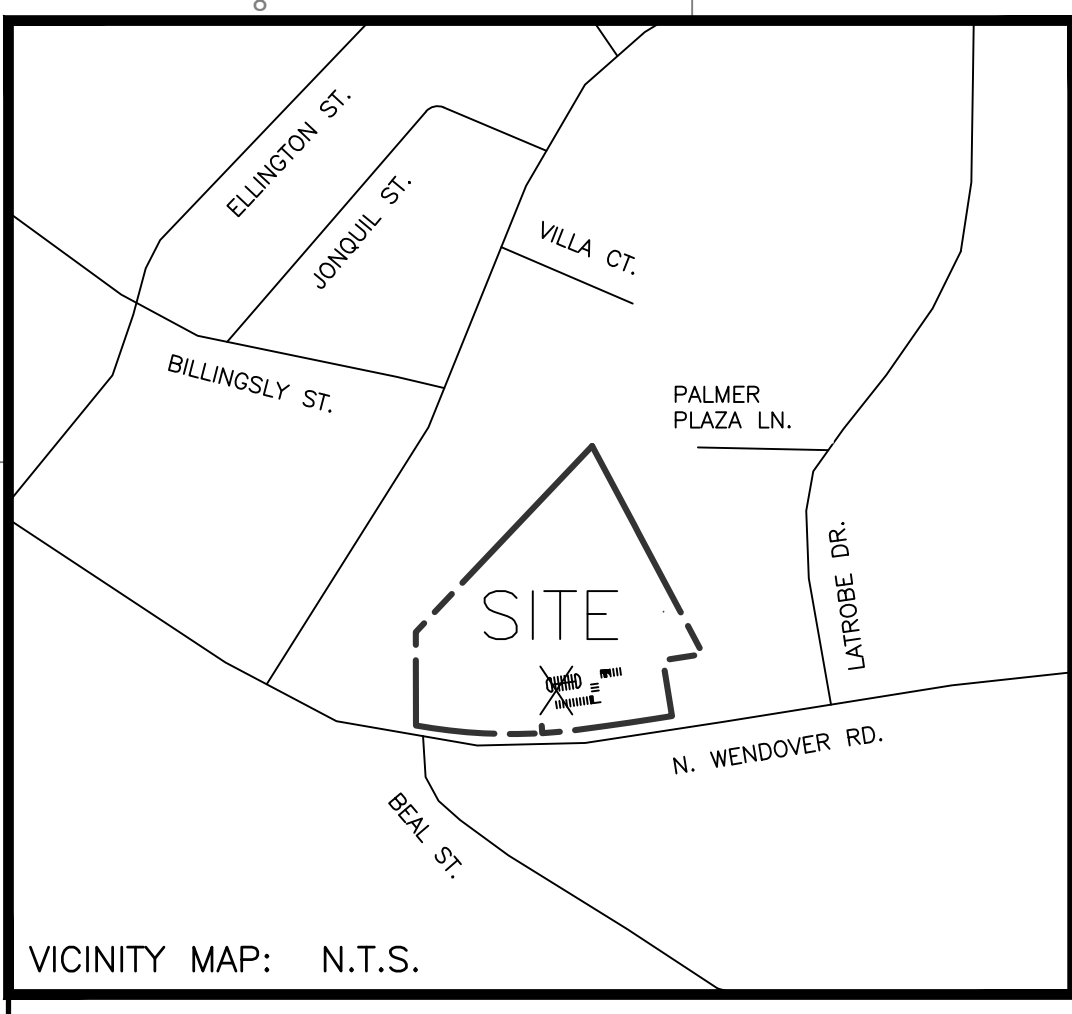 8
ELLINGTON ST.
JONQUIL ST.
VILLA CT.
BILLINGSLY ST.
PALMER
PLAZA LN.
LATROBE DR.
SITE
N. WENDOVER RD.
BEAL ST.
VICINITY MAP: N.T.S.